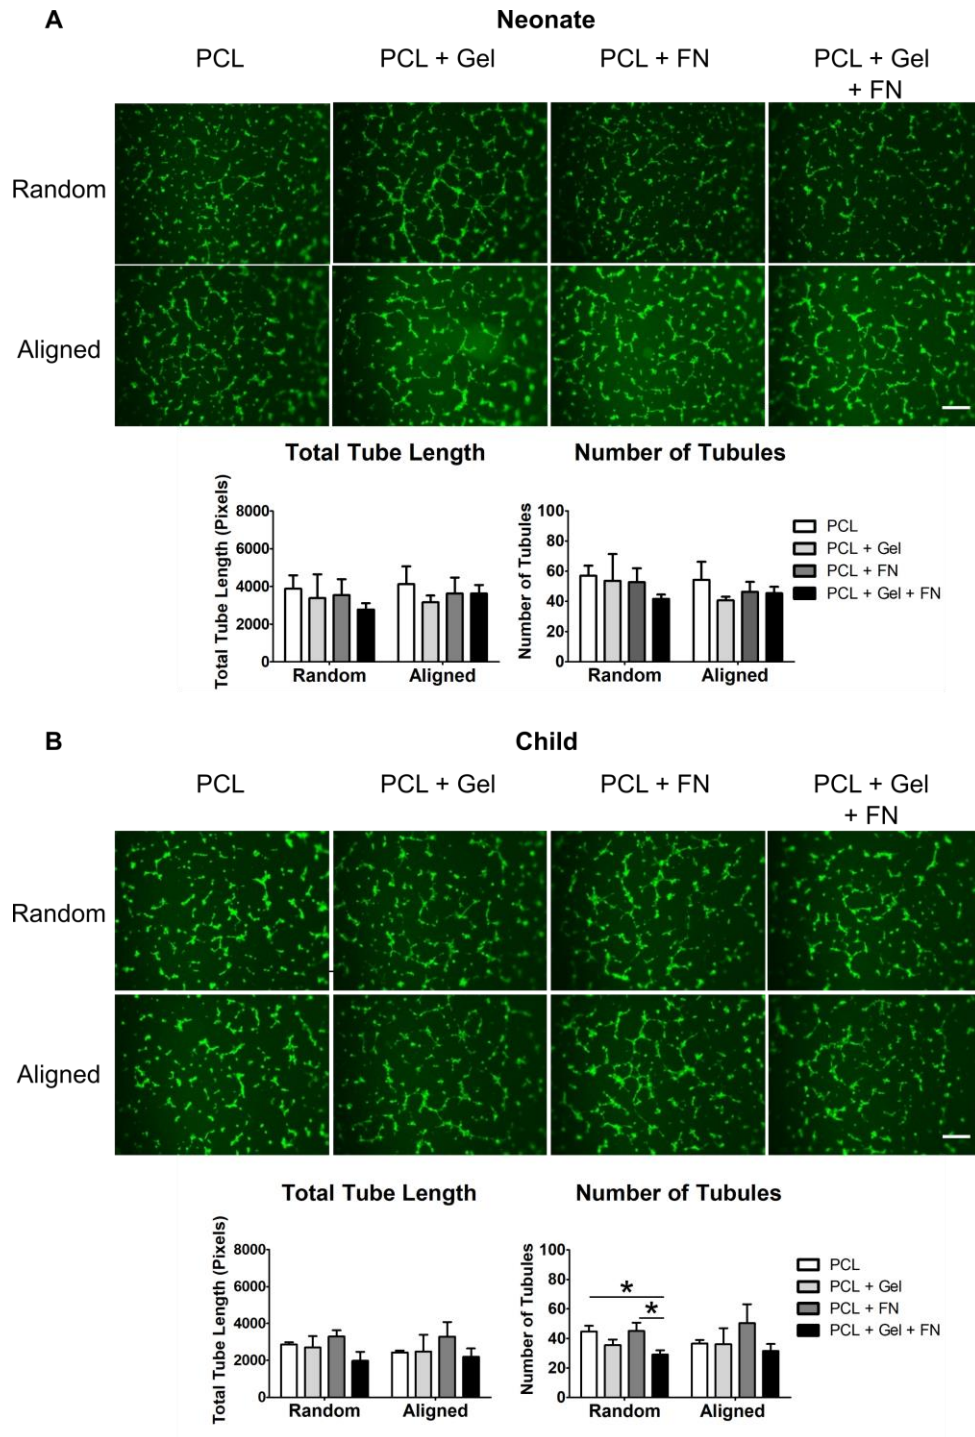 A
Neonate
PCL
PCL + Gel
PCL + FN
PCL + Gel
+ FN
Random
Aligned
Total Tube Length
Total Tube Length (Pixels)
8000
6000
4000
2000
0
Random
Aligned
Number of Tubules
Number of Tubules
100
80
60
40
20
0
Random
Aligned
PCL
PCL + Gel
PCL + FN
PCL + Gel + FN
B
Child
PCL
PCL + Gel
PCL + FN
PCL + Gel
+ FN
Random
Aligned
Total Tube Length
Total Tube Length (Pixels)
8000
6000
4000
2000
0
Random
Aligned
Number of Tubules
Number of Tubules
100
80
60
40
20
0
*
*
Random
Aligned
PCL
PCL + Gel
PCL + FN
PCL + Gel + FN